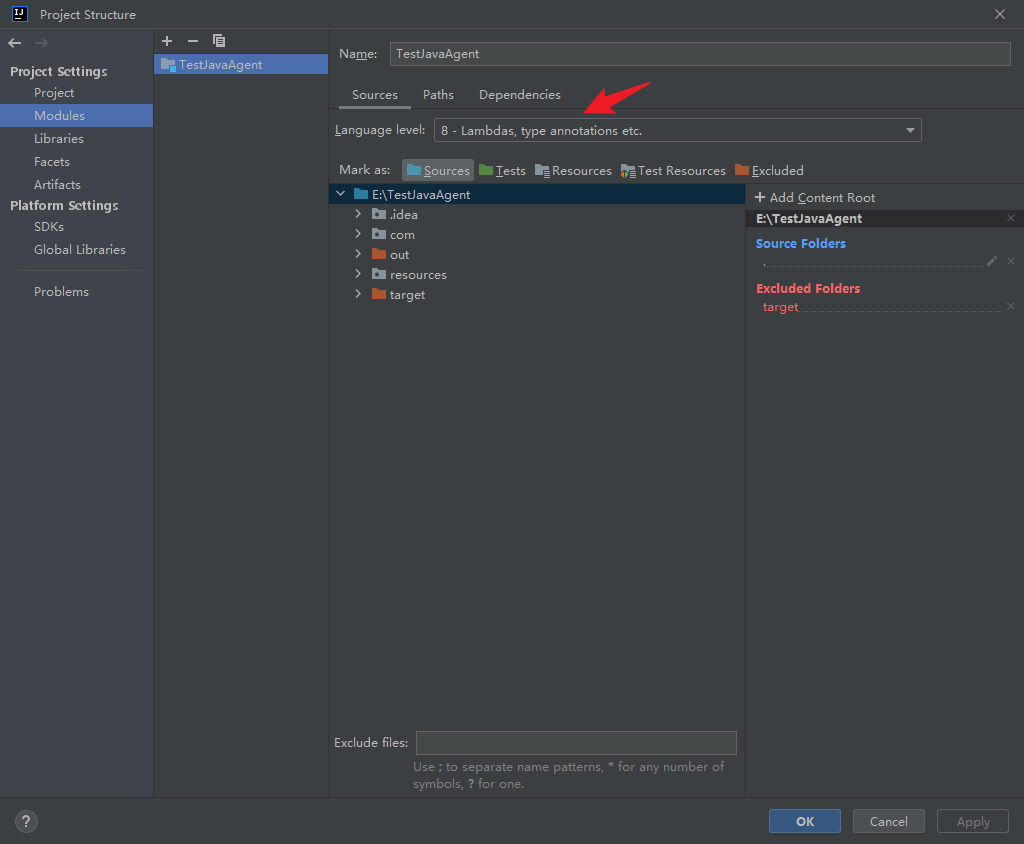 Project Structure
Project Settings
Project
Modules
Libraries
Facets
Artifacts
Platform Settings
SDKs
Global Libraries
Problems
TestJavaAgent
Name: TestJavaAgent
Sources Paths Dependencies
Language level: 8 - Lambdas, type annotations etc.
Mark as: Sources Tests Resources Test Resources Excluded
E:\TestJavaAgent
.idea
com
out
resources
target
Add Content Root
E:\TestJavaAgent
Source Folders
.
Excluded Folders
target
Exclude files:
Use ; to separate name patterns, * for any number of
symbols, ? for one.
?
OK Cancel Apply